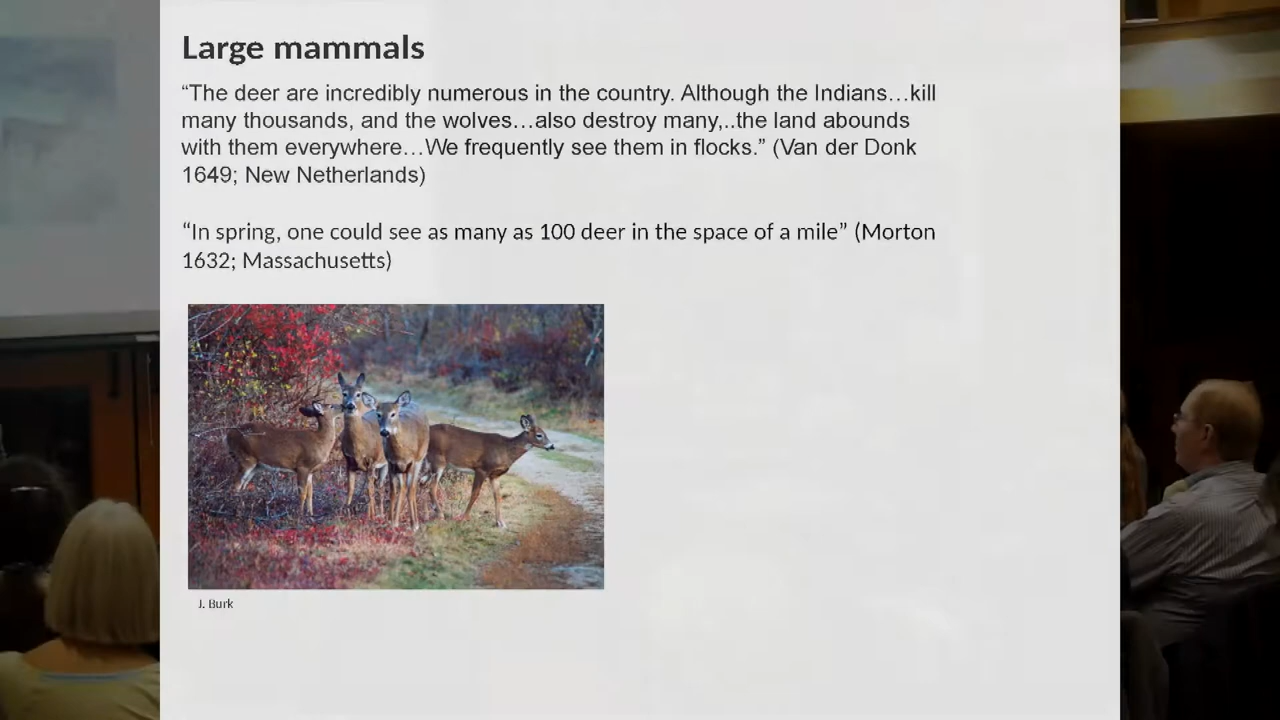 Large mammals
“The deer are incredibly numerous in the country. Although the Indians…kill
many thousands, and the wolves…also destroy many,..the land abounds
with them everywhere…We frequently see them in flocks.” (Van der Donk
1649; New Netherlands)
“In spring, one could see as many as 100 deer in the space of a mile” (Morton
1632; Massachusetts)
J. Burk